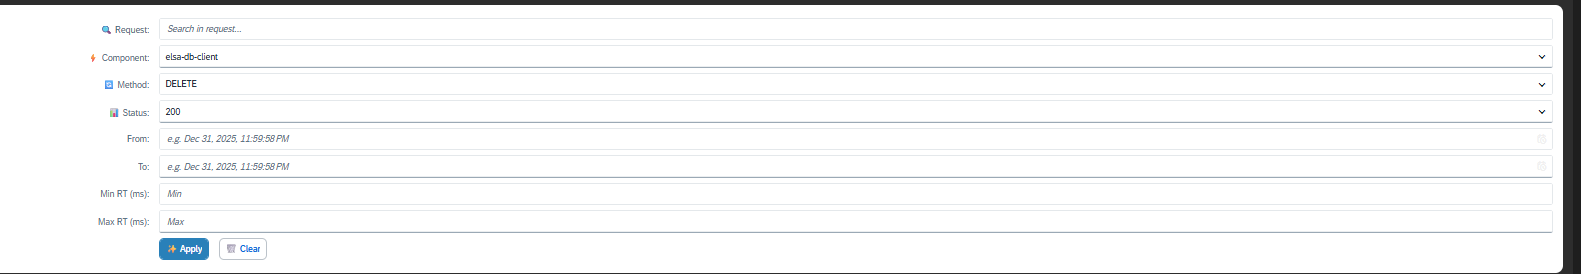 Request: Search in request...
Component: elsa-db-client
Method: DELETE
Status: 200
From: e.g. Dec 31, 2025, 11:59:58 PM
To: e.g. Dec 31, 2025, 11:59:58 PM
Min RT (ms): Min
Max RT (ms): Max
Apply Clear